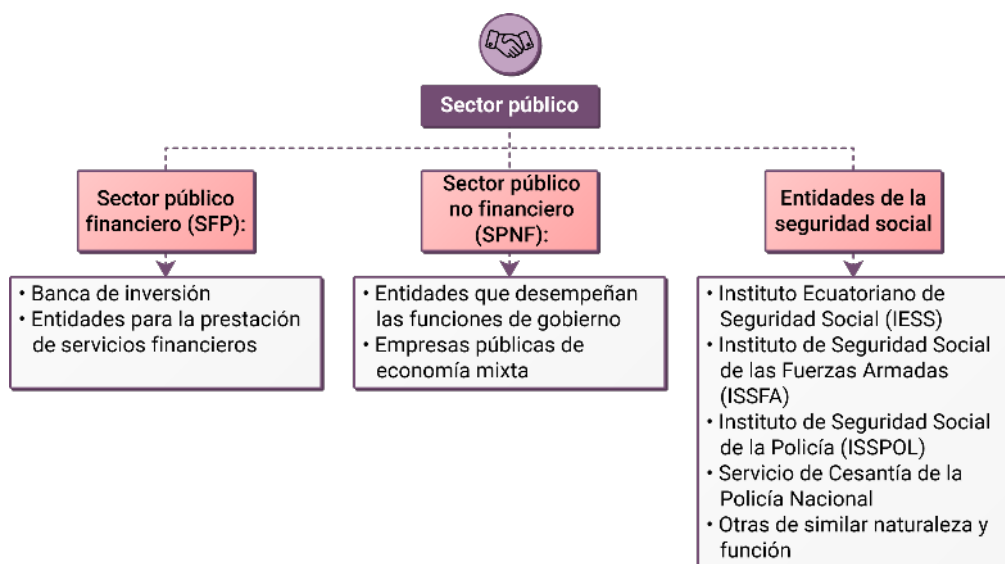 Sector público
Sector público
financiero (SFP):
• Banca de inversión
• Entidades para la prestación
de servicios financieros
Sector público
no financiero
(SPNF):
• Entidades que desempeñan
las funciones de gobierno
• Empresas públicas de
economía mixta
Entidades de la
seguridad social
• Instituto Ecuatoriano de
Seguridad Social (IESS)
• Instituto de Seguridad Social
de las Fuerzas Armadas
(ISSFA)
• Instituto de Seguridad Social
de la Policía (ISSPOL)
• Servicio de Cesantía de la
Policía Nacional
• Otras de similar naturaleza y
función